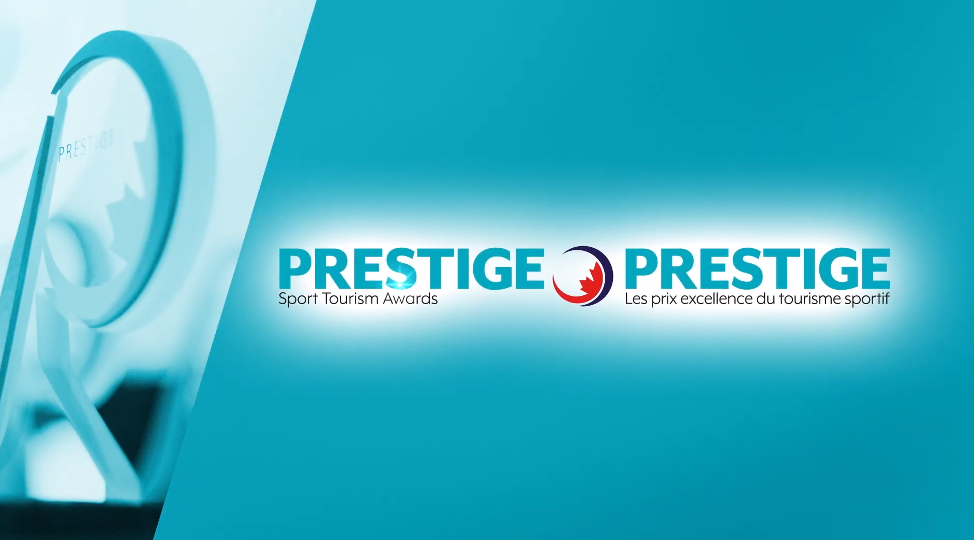 PRESTIGE
PRESTIGE
Sport Tourism Awards
PRESTIGE
Les prix excellence du tourisme sportif